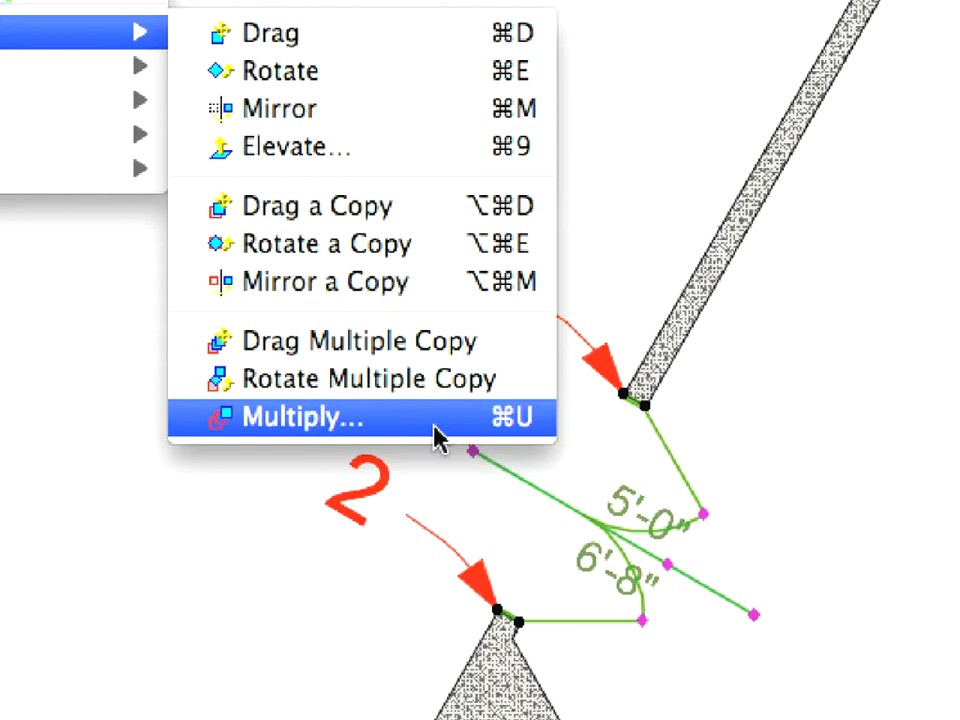 Drag ⌘D
Rotate ⌘E
Mirror ⌘M
Elevate... ⌘9
Drag a Copy ⌥⌘D
Rotate a Copy ⌥⌘E
Mirror a Copy ⌥⌘M
Drag Multiple Copy
Rotate Multiple Copy
Multiply... ⌘U
2
5'-0"
6'-8"